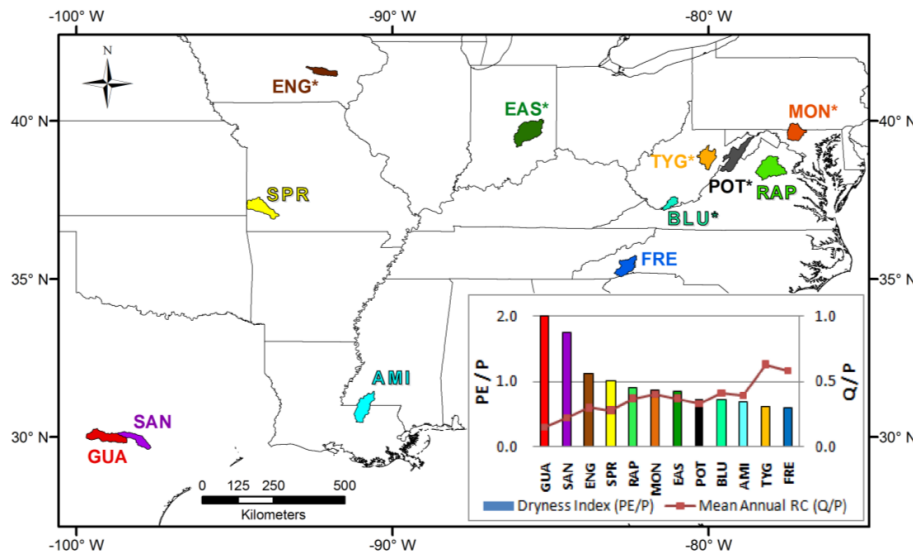 -100° W -90° W -80° W
N
ENG*
EAS*
MON*
40° N 40° N
TYG*
POT*
RAP
SPR
BLU*
FRE
35° N 35° N
AMI
SAN
GUA
30° N 30° N
0 125 250 500
Kilometers
2.0 1.0
PE / P 1.0 0.5 Q / P
0.0 0.0
GUA SAN ENG SPR RAP MON EAS POT BLU AMI TYG FRE
Dryness Index (PE/P) Mean Annual RC (Q/P)
-100° W -90° W -80° W